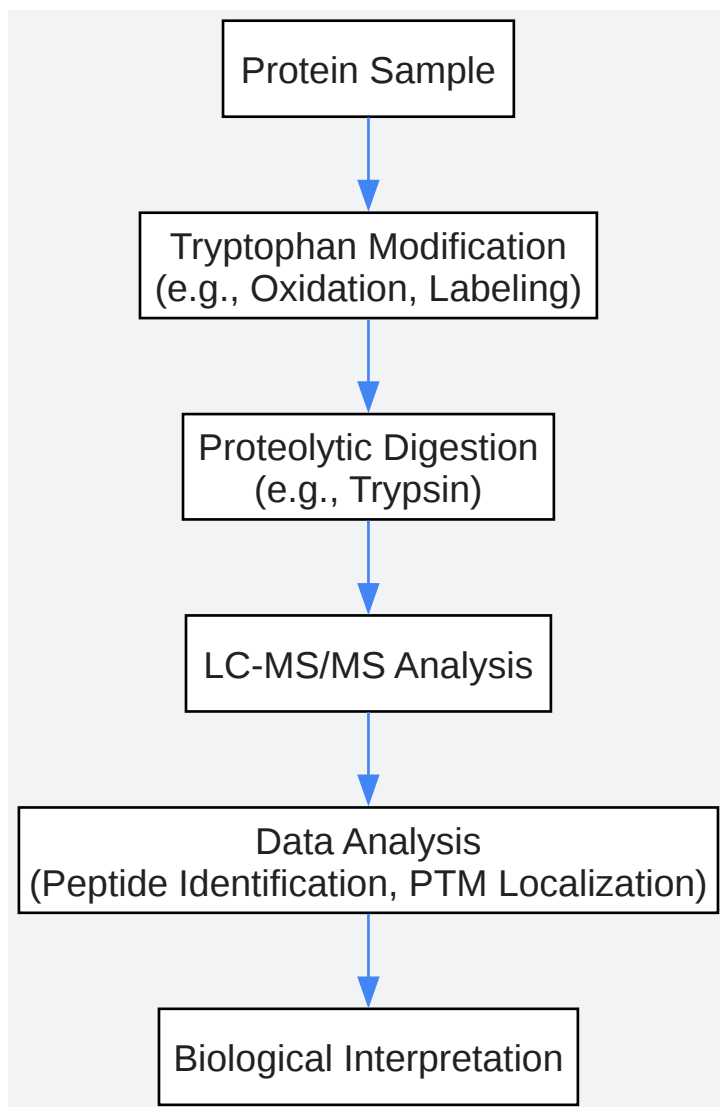 Protein Sample
Tryptophan Modification
(e.g., Oxidation, Labeling)
Proteolytic Digestion
(e.g., Trypsin)
LC-MS/MS Analysis
Data Analysis
(Peptide Identification, PTM Localization)
Biological Interpretation